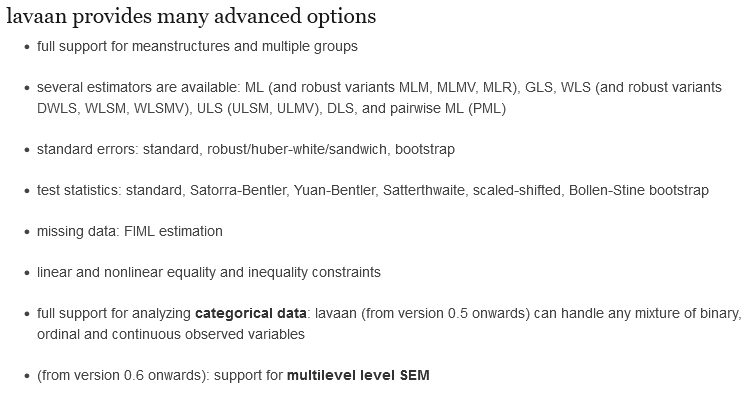 lavaan provides many advanced options
• full support for meanstructures and multiple groups
• several estimators are available: ML (and robust variants MLM, MLMV, MLR), GLS, WLS (and robust variants
DWLS, WLSM, WLSMV), ULS (ULSM, ULMV), DLS, and pairwise ML (PML)
• standard errors: standard, robust/huber-white/sandwich, bootstrap
• test statistics: standard, Satorra-Bentler, Yuan-Bentler, Satterthwaite, scaled-shifted, Bollen-Stine bootstrap
• missing data: FIML estimation
• linear and nonlinear equality and inequality constraints
• full support for analyzing categorical data: lavaan (from version 0.5 onwards) can handle any mixture of binary,
ordinal and continuous observed variables
• (from version 0.6 onwards): support for multilevel level SEM